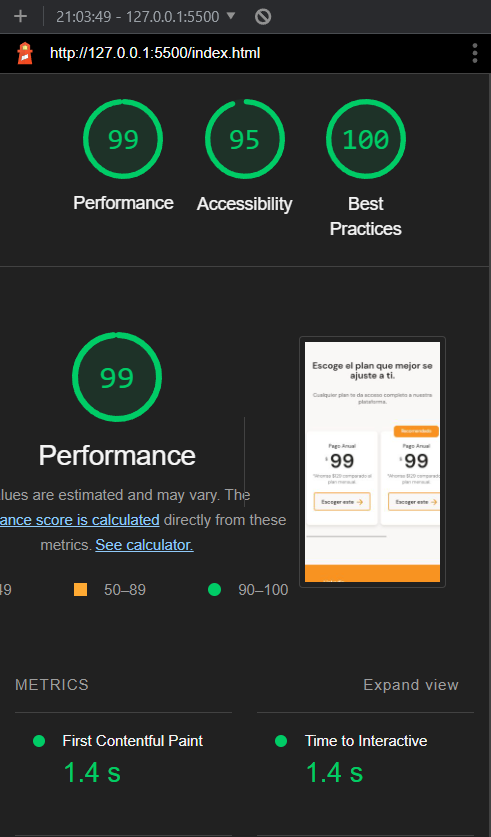 21:03:49 - 127.0.0.1:5500
http://127.0.0.1:5500/index.html
99
95
100
Performance
Accessibility
Best
Practices
99
Performance
lues are estimated and may vary. The
ance score is calculated directly from these
metrics. See calculator.
49
50–89
90–100
Escoge el plan que mejor se
ajuste a ti.
Cualquier plan te da acceso completo a nuestra
plataforma.
Recomendado
Pago Anual
$99
*Ahorras $129 comparado al
plan mensual.
Escoger este →
Pago Anual
$99
*Ahorras $129 comparado
plan mensual.
Escoger este →
METRICS
Expand view
First Contentful Paint
1.4 s
Time to Interactive
1.4 s